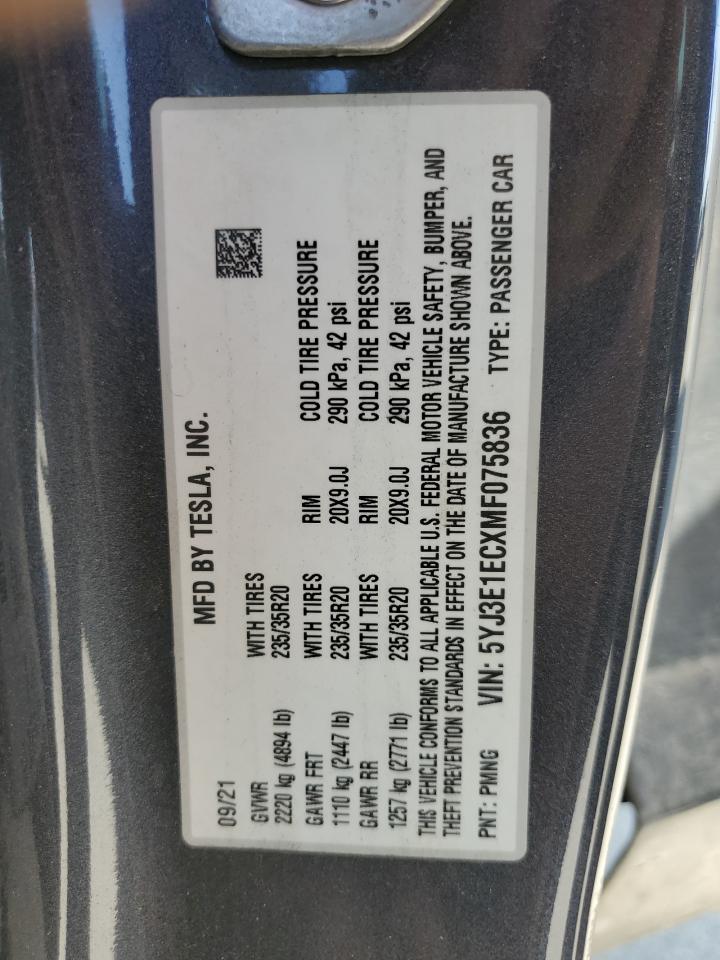 MFD BY TESLA, INC.
09/21
GVWR WITH TIRES
2220 kg (4894 lb) 235/35R20
GAWR FRT WITH TIRES RIM COLD TIRE PRESSURE
1110 kg (2447 lb) 235/35R20 20X9.0J 290 kPa, 42 psi
GAWR RR WITH TIRES RIM COLD TIRE PRESSURE
1257 kg (2771 lb) 235/35R20 20X9.0J 290 kPa, 42 psi
THIS VEHICLE CONFORMS TO ALL APPLICABLE U.S. FEDERAL MOTOR VEHICLE SAFETY, BUMPER, AND
THEFT PREVENTION STANDARDS IN EFFECT ON THE DATE OF MANUFACTURE SHOWN ABOVE.
PNT: PMNG VIN: 5YJ3E1ECXMF075836 TYPE: PASSENGER CAR